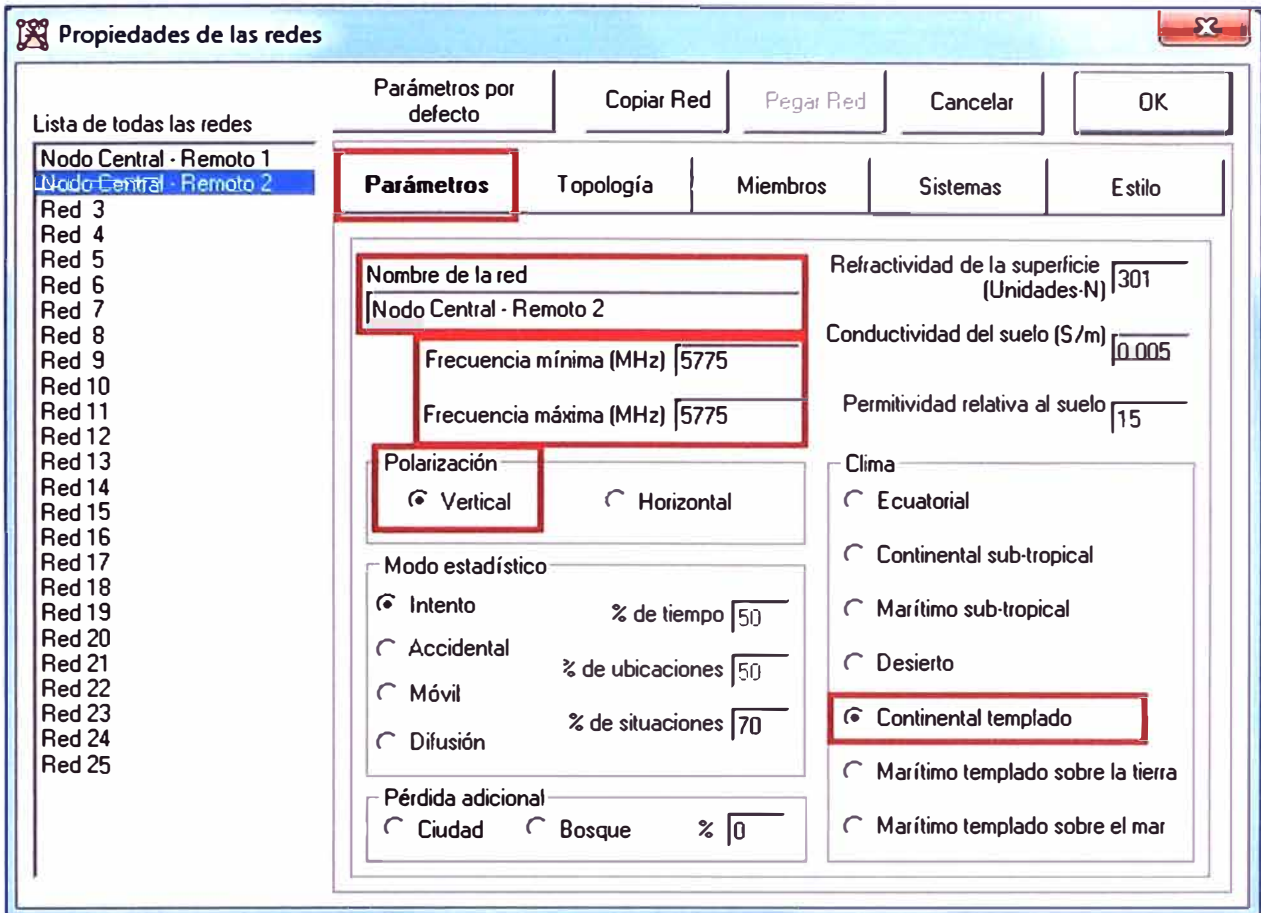 Propiedades de las redes
Lista de todas las redes
Nodo Central - Remoto 1
Nodo Central - Remoto 2
Red 3
Red 4
Red 5
Red 6
Red 7
Red 8
Red 9
Red 10
Red 11
Red 12
Red 13
Red 14
Red 15
Red 16
Red 17
Red 18
Red 19
Red 20
Red 21
Red 22
Red 23
Red 24
Red 25
Parámetros por
defecto
Copiar Red
Pegar Red
Cancelar
OK
Parámetros
Topología
Miembros
Sistemas
Estilo
Nombre de la red
Nodo Central - Remoto 2
Frecuencia mínima (MHz) 5775
Frecuencia máxima (MHz) 5775
Polarización
Vertical
Horizontal
Modo estadístico
Intento
Accidental
Móvil
Difusión
% de tiempo 50
% de ubicaciones 50
% de situaciones 70
Pérdida adicional
Ciudad
Bosque
% 0
Refractividad de la superficie
(Unidades-N) 301
Conductividad del suelo (S/m) 0.005
Permitividad relativa al suelo 15
Clima
Ecuatorial
Continental sub-tropical
Marítimo sub-tropical
Desierto
Continental templado
Marítimo templado sobre la tierra
Marítimo templado sobre el mar